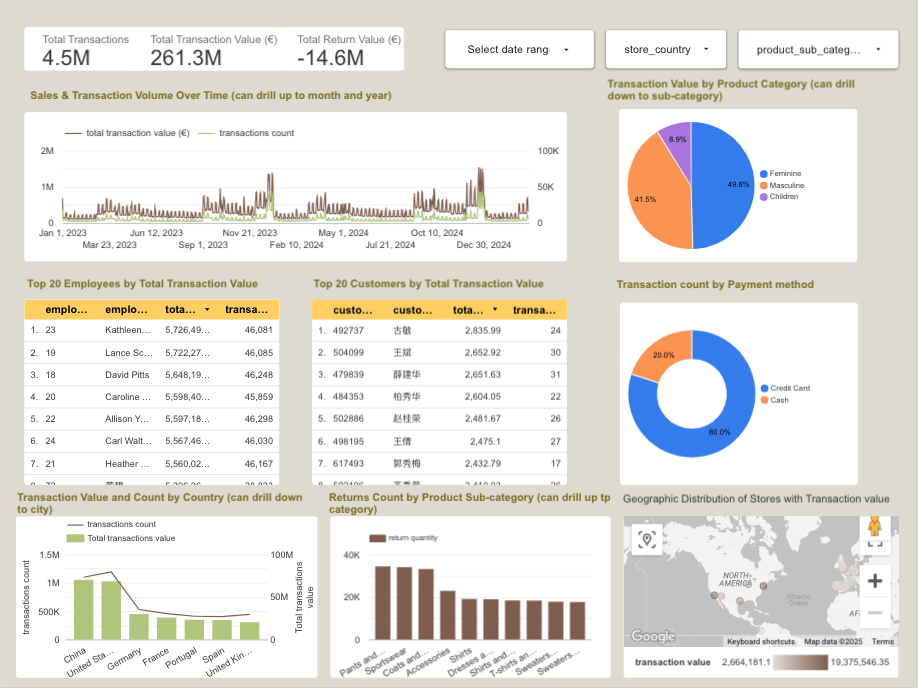 Total Transactions
4.5M
Total Transaction Value (€)
261.3M
Total Return Value (€)
-14.6M
Select date rang
store_country
product_sub_categ...
Sales & Transaction Volume Over Time (can drill up to month and year)
total transaction value (€)
transactions count
2M
1M
0
100K
50K
0
Jan 1, 2023
Mar 23, 2023
Jun 12, 2023
Sep 1, 2023
Nov 21, 2023
Feb 10, 2024
May 1, 2024
Jul 21, 2024
Oct 10, 2024
Dec 30, 2024
Transaction Value by Product Category (can drill
down to sub-category)
8.9%
49.6%
41.5%
Feminine
Masculine
Children
Top 20 Employees by Total Transaction Value
emplo... emplo... tota... transa...
1. 23 Kathleen... 5,726,49... 46,081
2. 19 Lance Sc... 5,722,27... 46,085
3. 18 David Pitts 5,648,19... 46,248
4. 20 Caroline ... 5,598,40... 45,859
5. 22 Allison Y... 5,597,18... 46,298
6. 24 Carl Walt... 5,567,46... 46,030
7. 21 Heather ... 5,560,02... 46,167
Top 20 Customers by Total Transaction Value
custo... custo... tota... transa...
1. 492737 古敏 2,835.99 24
2. 504099 王斌 2,652.92 30
3. 479839 薛建华 2,651.63 31
4. 484353 柏秀华 2,604.05 22
5. 502886 赵桂荣 2,481.67 26
6. 498195 王倩 2,475.1 27
7. 617493 郭秀梅 2,432.79 17
Transaction count by Payment method
20.0%
80.0%
Credit Card
Cash
Transaction Value and Count by Country (can drill down
to city)
transactions count
Total transactions value
transactions count
1.5M
1M
500K
0
100M
50M
0
Total transactions
value
China
United Sta...
Germany
France
Portugal
Spain
United Kin...
Returns Count by Product Sub-category (can drill up tp
category)
return quantity
40K
20K
0
Pants and...
Sportswear
Coats and...
Accessories
Shirts
Dresses a...
Shirts and...
T-shirts an...
Sweaters...
Sweaters...
Geographic Distribution of Stores with Transaction value
NORTH
AMERICA
Atlantic
Ocean
AF
Google
Keyboard shortcuts
Map data ©2025
Terms
transaction value
2,664,181.1
19,375,546.35